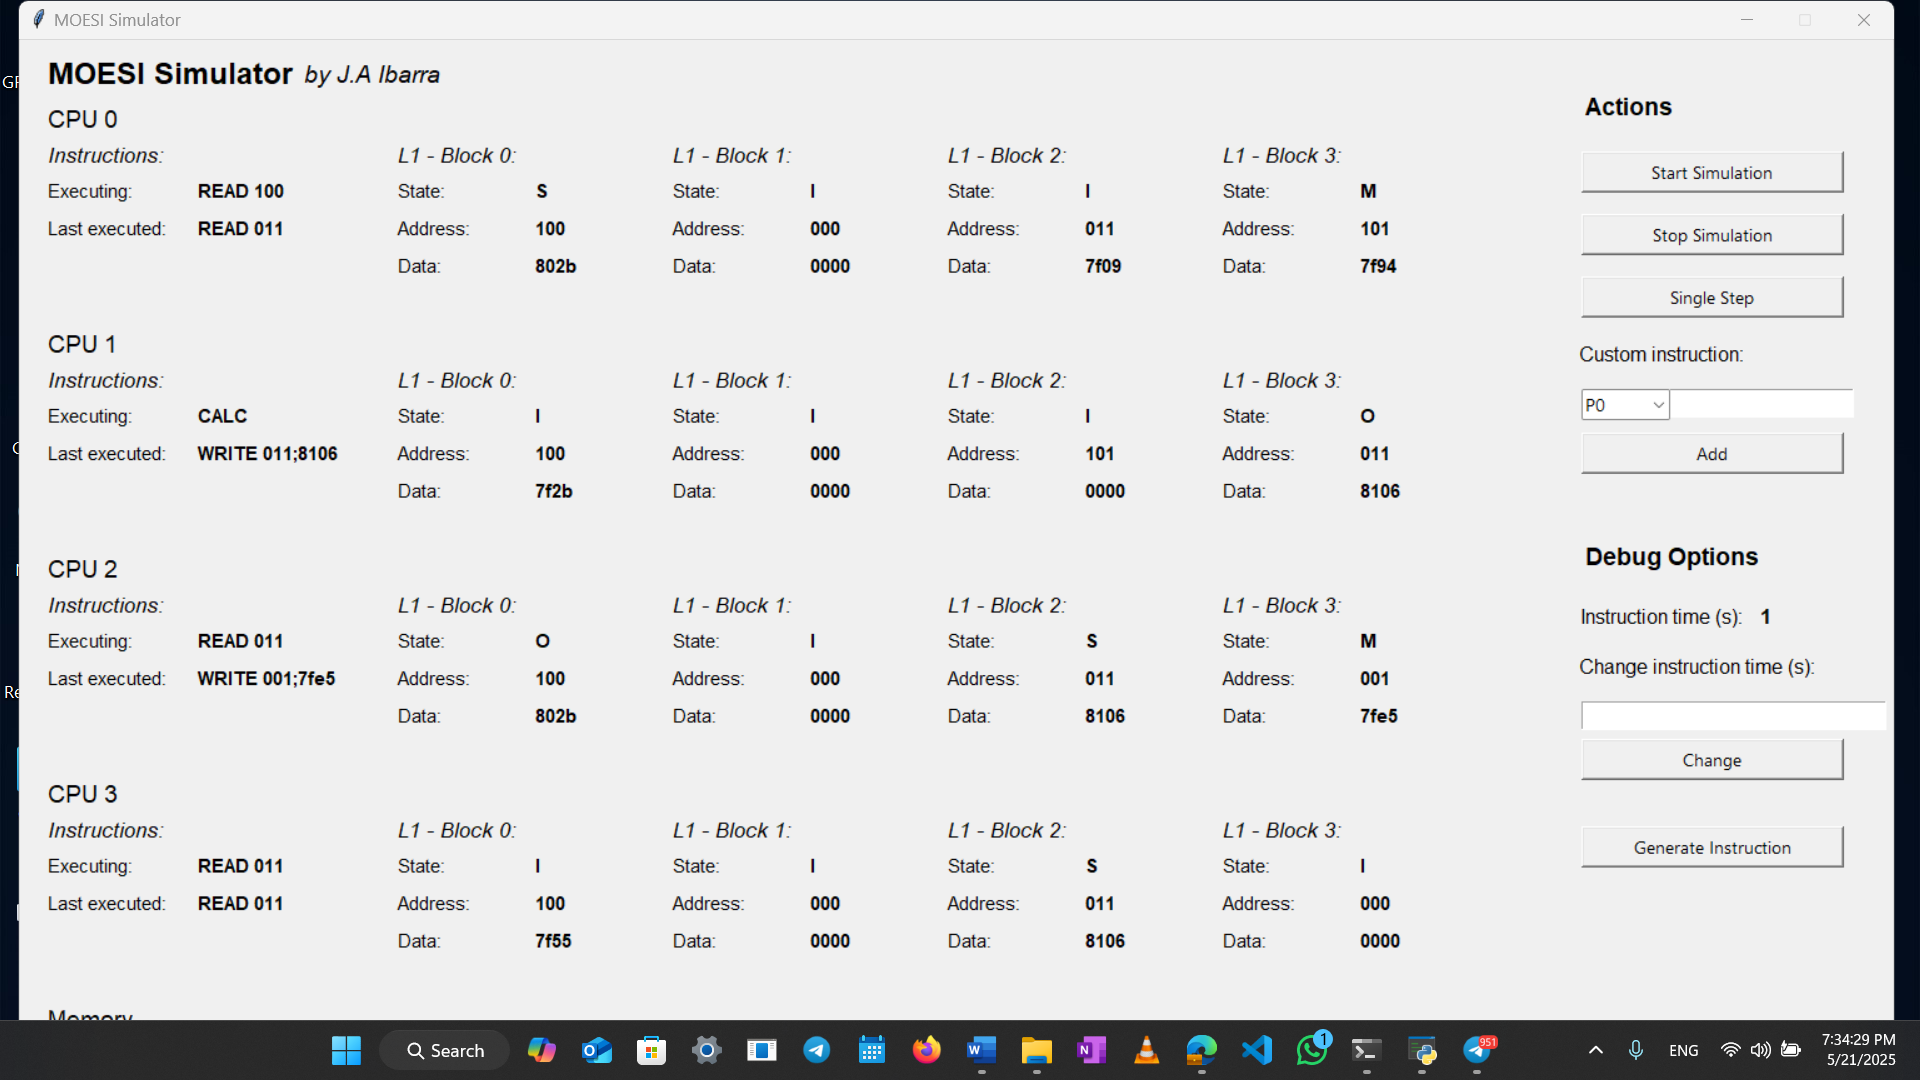 MOESI Simulator
MOESI Simulator by J.A Ibarra
CPU 0
Instructions: L1 - Block 0: L1 - Block 1: L1 - Block 2: L1 - Block 3:
Executing: READ 100 State: S State: I State: I State: M
Last executed: READ 011 Address: 100 Address: 000 Address: 011 Address: 101
Data: 802b Data: 0000 Data: 7f09 Data: 7f94
CPU 1
Instructions: L1 - Block 0: L1 - Block 1: L1 - Block 2: L1 - Block 3:
Executing: CALC State: I State: I State: I State: O
Last executed: WRITE 011;8106 Address: 100 Address: 000 Address: 101 Address: 011
Data: 7f2b Data: 0000 Data: 0000 Data: 8106
CPU 2
Instructions: L1 - Block 0: L1 - Block 1: L1 - Block 2: L1 - Block 3:
Executing: READ 011 State: O State: I State: S State: M
Last executed: WRITE 001;7fe5 Address: 100 Address: 000 Address: 011 Address: 001
Data: 802b Data: 0000 Data: 8106 Data: 7fe5
CPU 3
Instructions: L1 - Block 0: L1 - Block 1: L1 - Block 2: L1 - Block 3:
Executing: READ 011 State: I State: I State: S State: I
Last executed: READ 011 Address: 100 Address: 000 Address: 011 Address: 000
Data: 7f55 Data: 0000 Data: 8106 Data: 0000
Memory
Actions
Start Simulation
Stop Simulation
Single Step
Custom instruction:
P0
Add
Debug Options
Instruction time (s): 1
Change instruction time (s):
Change
Generate Instruction
Search
1
951
ENG
7:34:29 PM
5/21/2025